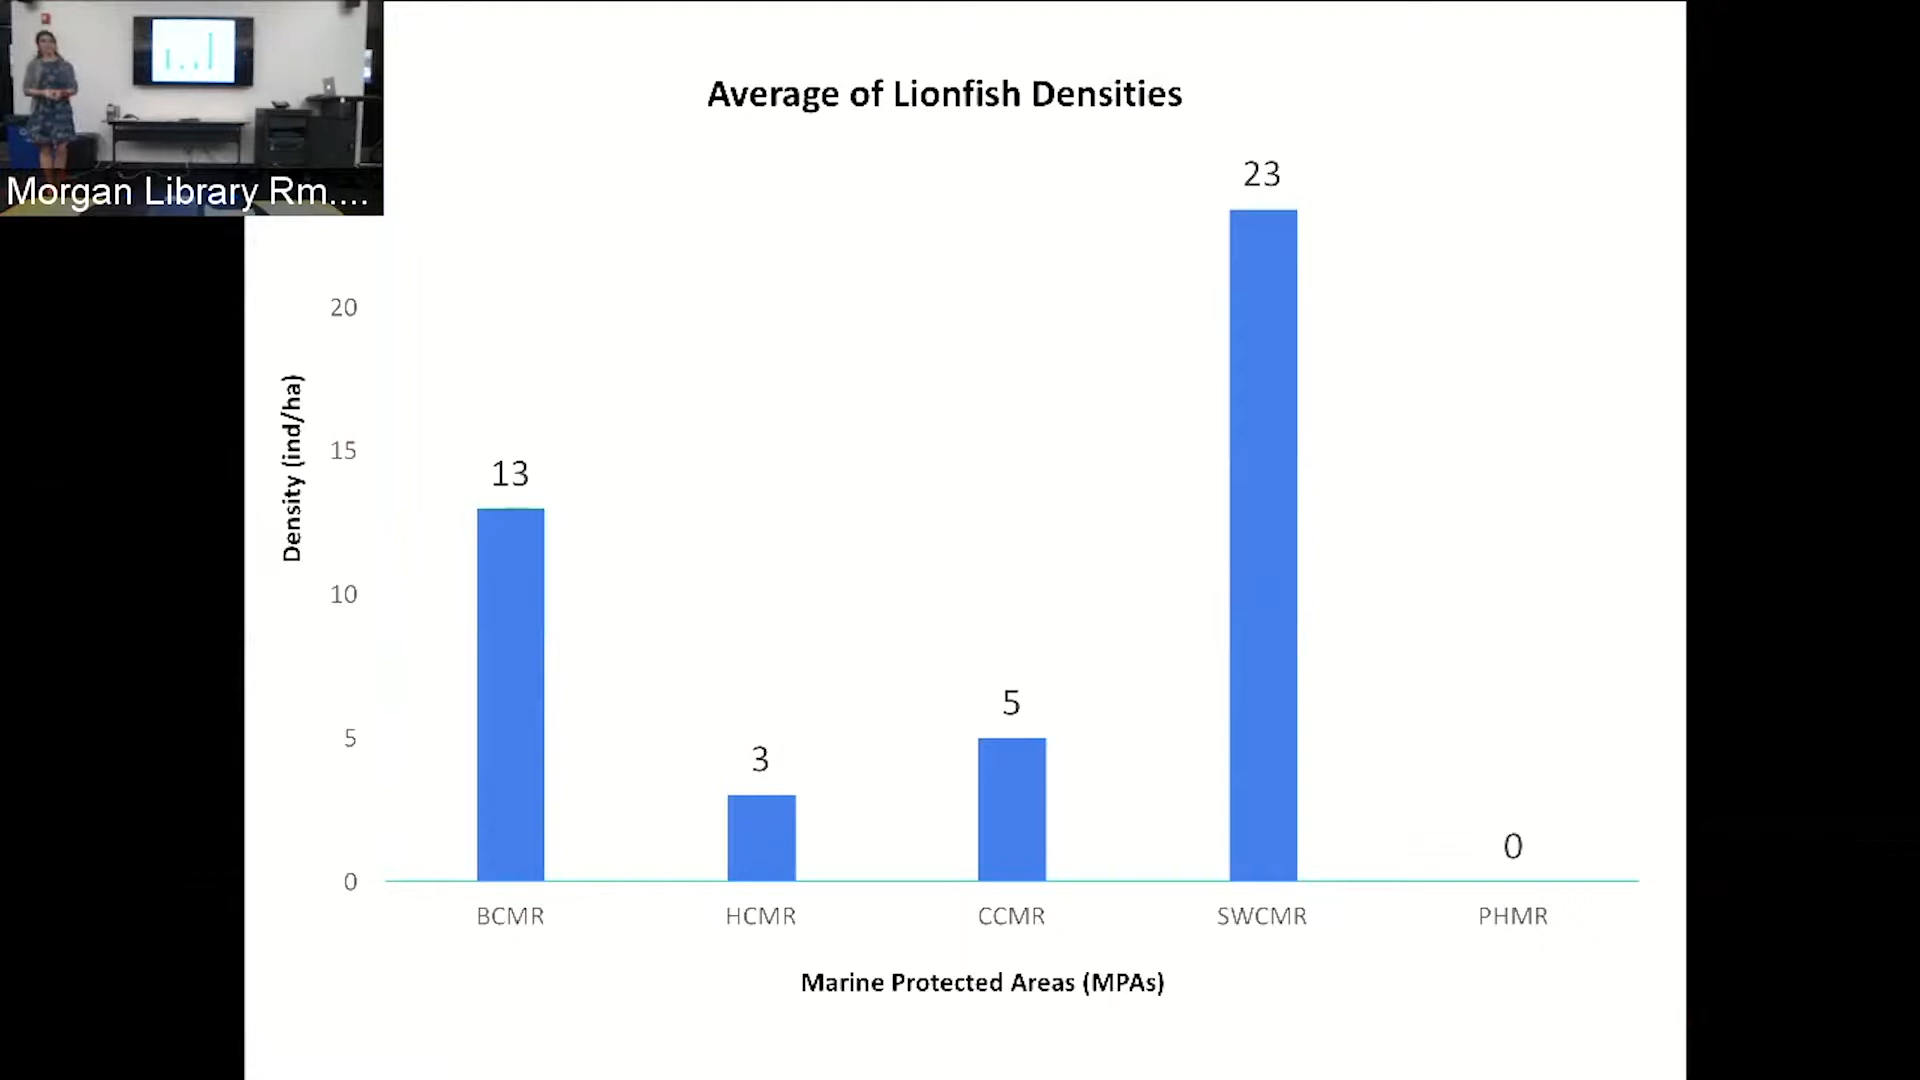 Morgan Library Rm....
Average of Lionfish Densities
23
20
Density (ind/ha)
15
13
10
5
5
3
0
0
BCMR HCMR CCMR SWCMR PHMR
Marine Protected Areas (MPAs)